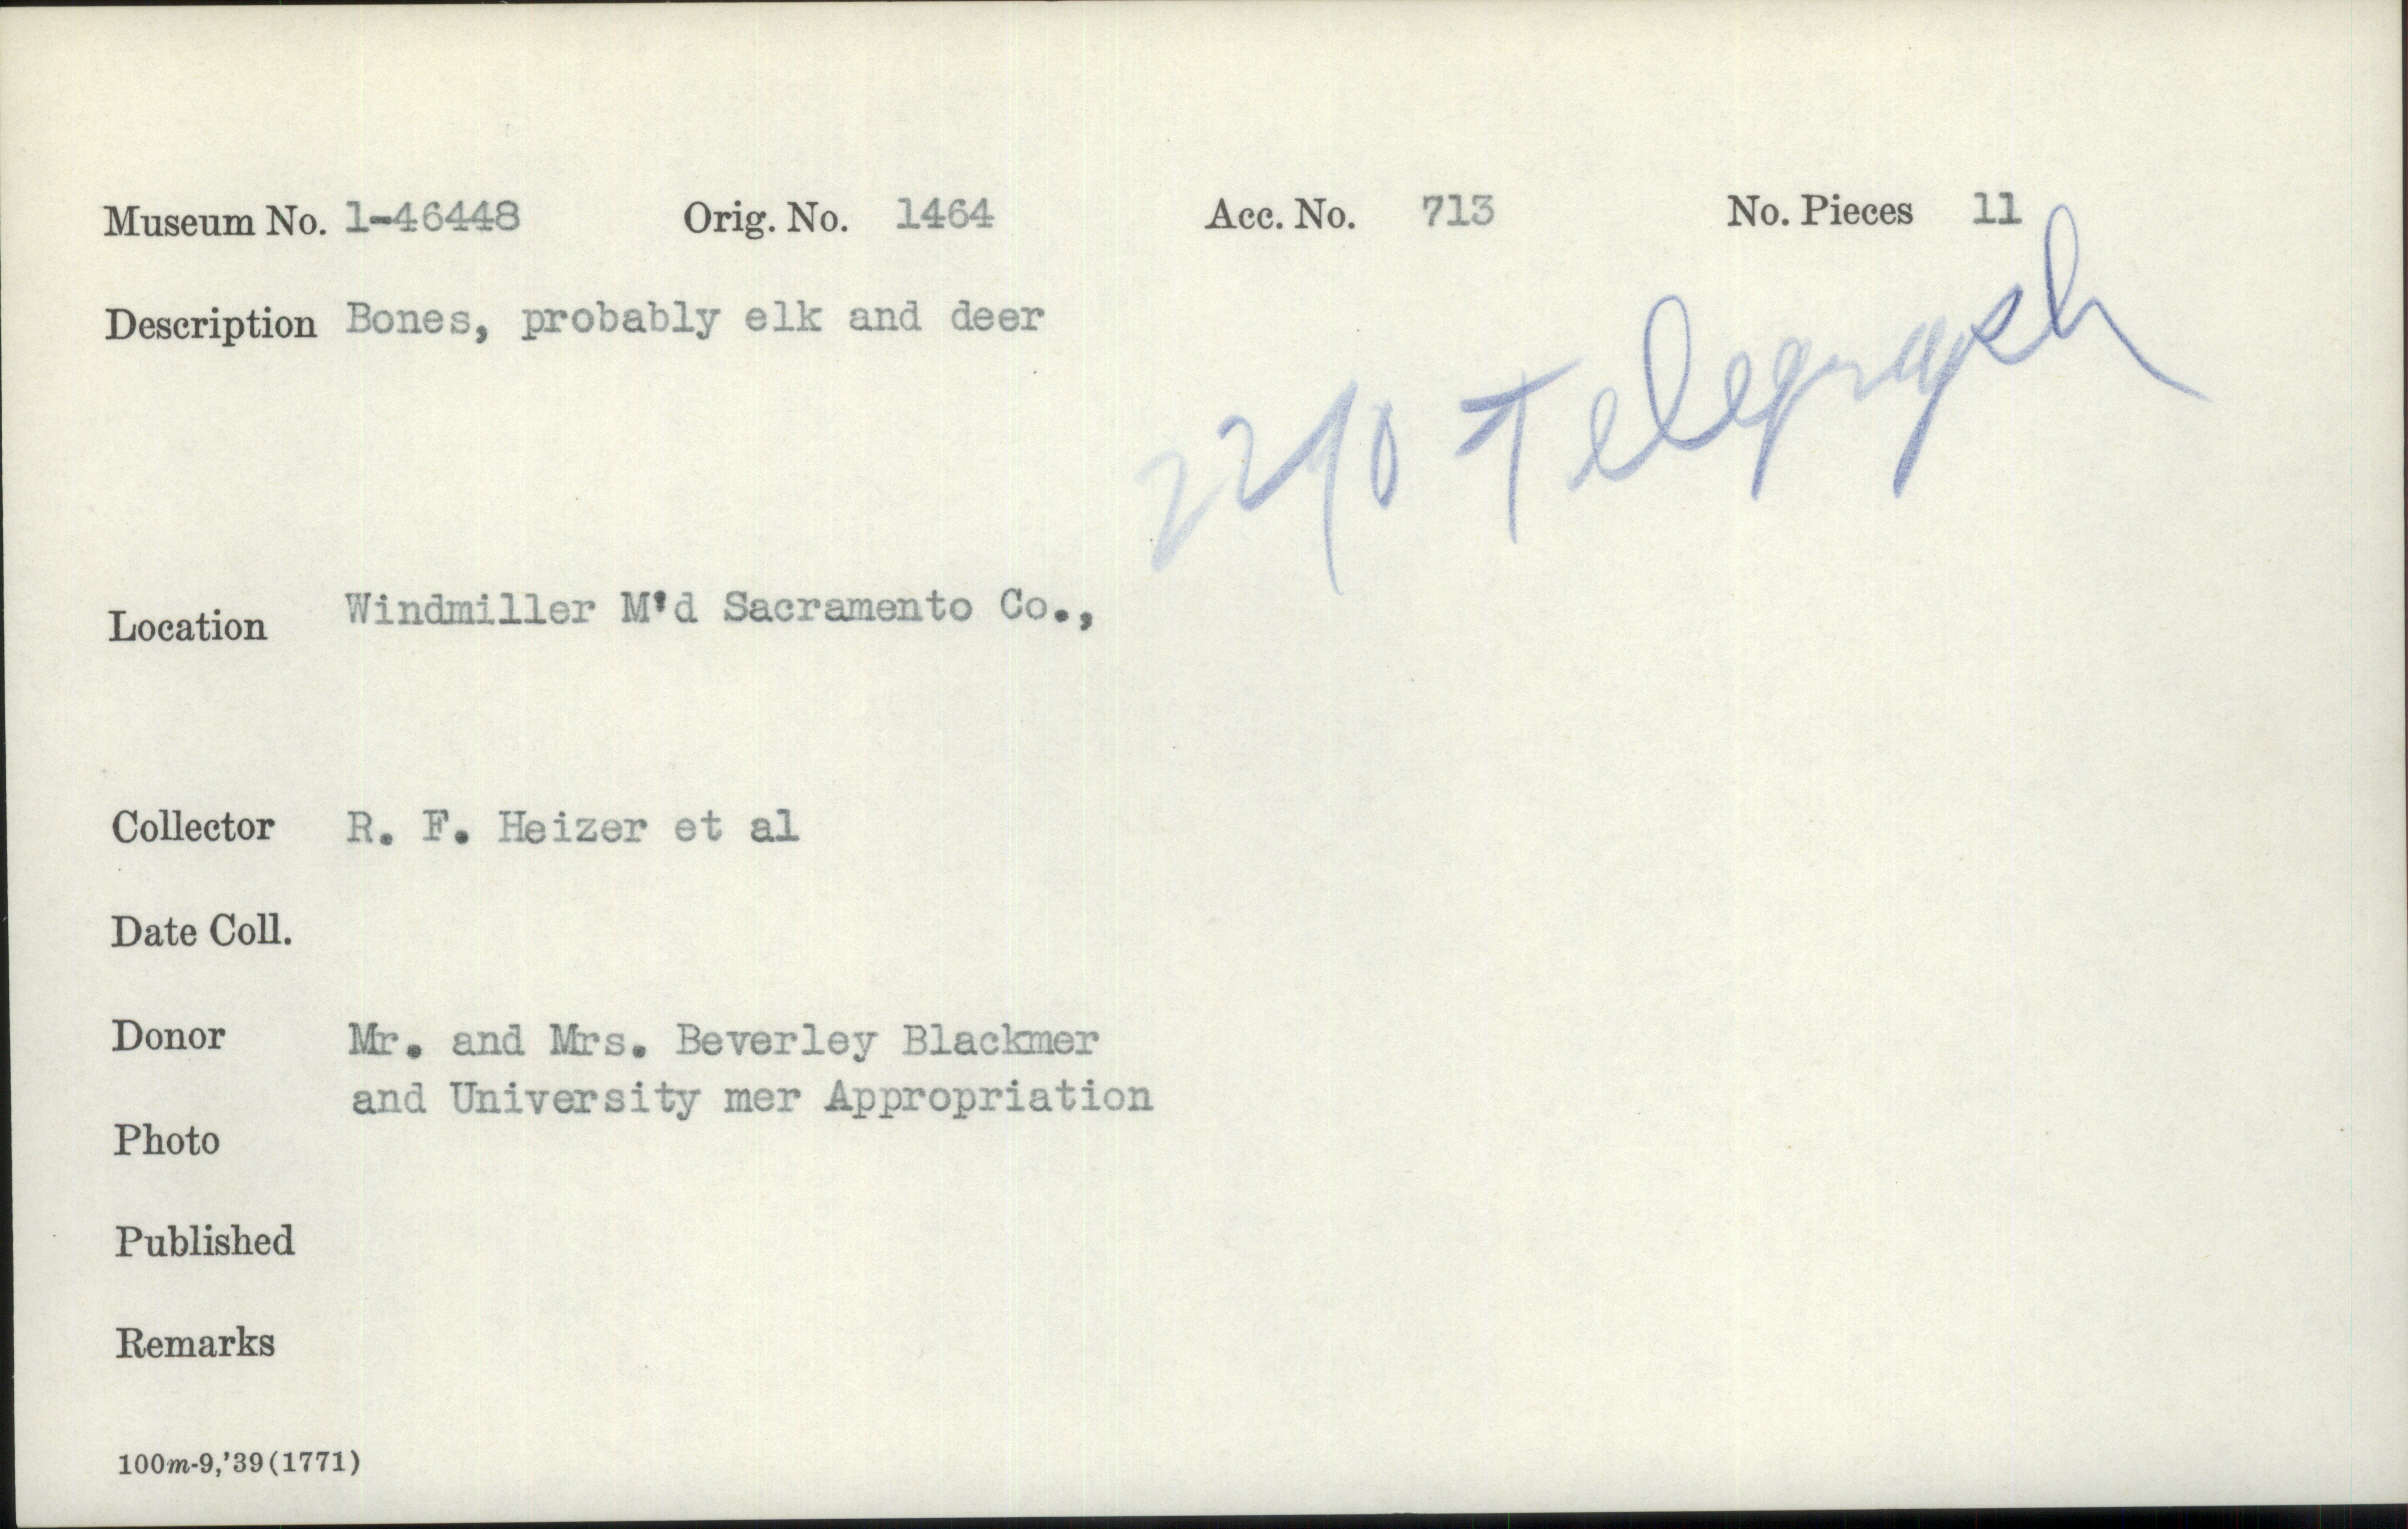 Museum No. 1-46448 Orig. No. 1464 Acc. No. 713 No. Pieces 11
Description Bones, probably elk and deer
2240 Telegraph
Location Windmiller M'd Sacramento Co.,
Collector R. F. Heizer et al
Date Coll.
Donor Mr. and Mrs. Beverley Blackmer
and University mer Appropriation
Photo
Published
Remarks
100m-9,'39(1771)